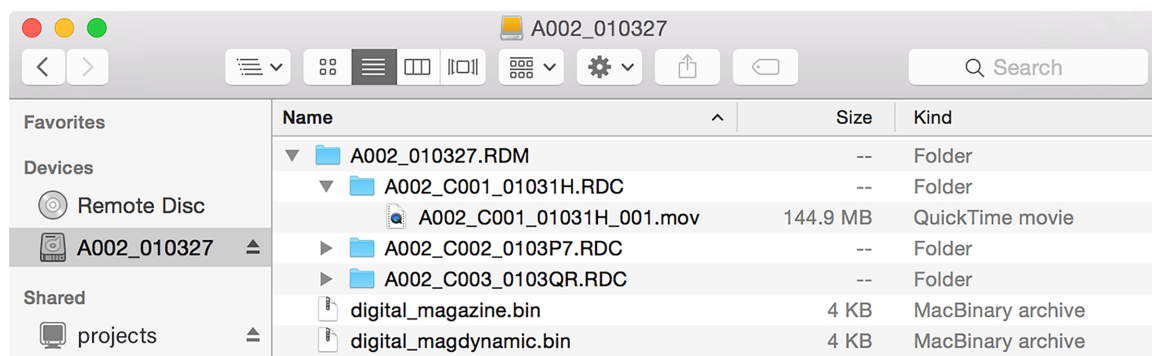 A002_010327
Search
Favorites
Devices
Remote Disc
A002_010327
Shared
projects
Name Size Kind
A002_010327.RDM -- Folder
A002_C001_01031H.RDC -- Folder
A002_C001_01031H_001.mov 144.9 MB QuickTime movie
A002_C002_0103P7.RDC -- Folder
A002_C003_0103QR.RDC -- Folder
digital_magazine.bin 4 KB MacBinary archive
digital_magdynamic.bin 4 KB MacBinary archive